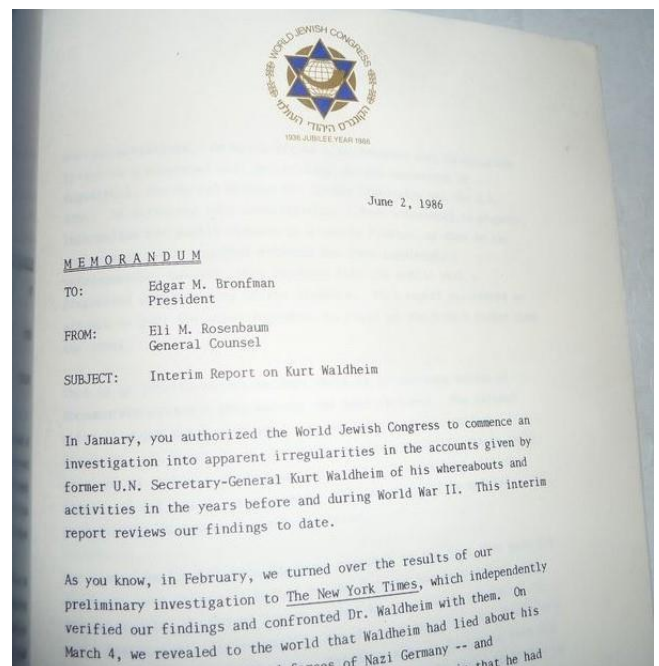 WORLD JEWISH CONGRESS
הקונגרס היהודי העולמי
1936 JUBILEE YEAR 1986
June 2, 1986
MEMORANDUM
TO: Edgar M. Bronfman
President
FROM: Eli M. Rosenbaum
General Counsel
SUBJECT: Interim Report on Kurt Waldheim
In January, you authorized the World Jewish Congress to commence an
investigation into apparent irregularities in the accounts given by
former U.N. Secretary-General Kurt Waldheim of his whereabouts and
activities in the years before and during World War II. This interim
report reviews our findings to date.
As you know, in February, we turned over the results of our
preliminary investigation to The New York Times, which independently
verified our findings and confronted Dr. Waldheim with them. On
March 4, we revealed to the world that Waldheim had lied about his
of Nazi Germany -- and
that he had